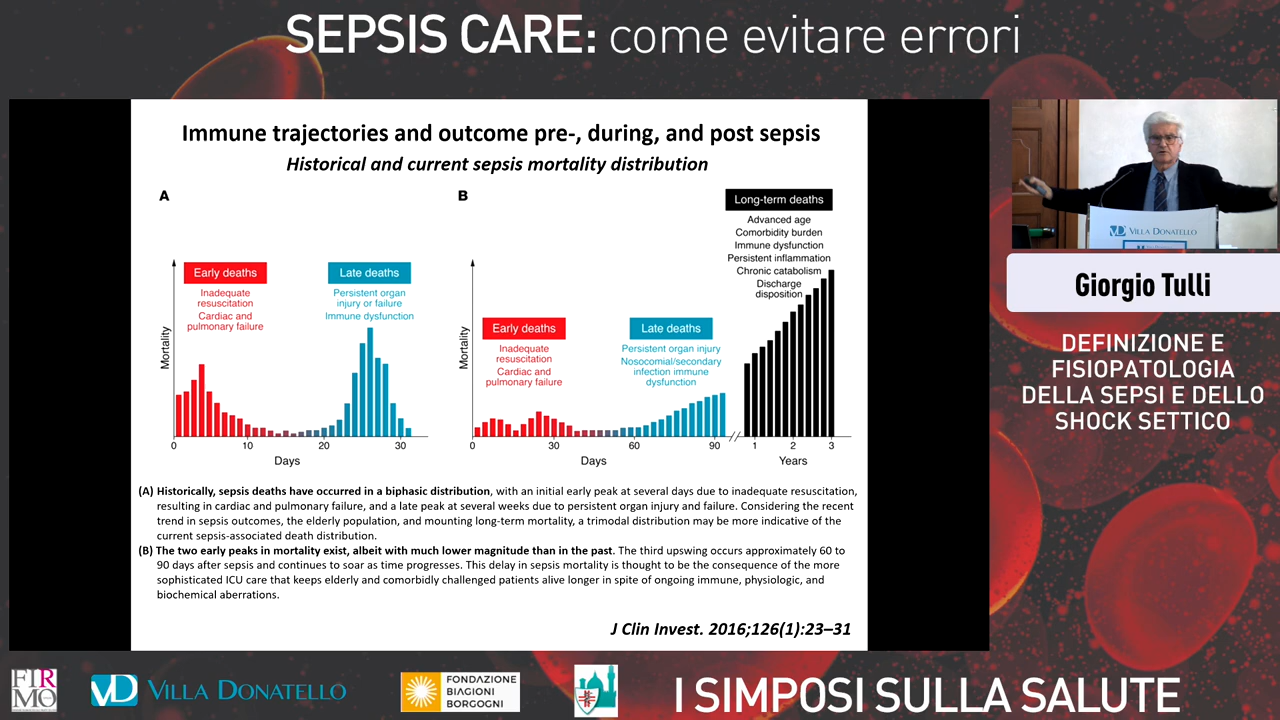 SEPSIS CARE: come evitare errori
Immune trajectories and outcome pre-, during, and post sepsis
Historical and current sepsis mortality distribution
A
Early deaths
Inadequate
resuscitation
Cardiac and
pulmonary failure
Late deaths
Persistent organ
injury or failure
Immune dysfunction
Mortality
0 10 20 30
Days
B
Early deaths
Inadequate
resuscitation
Cardiac and
pulmonary failure
Late deaths
Persistent organ injury
Nosocomial/secondary
infection immune
dysfunction
Long-term deaths
Advanced age
Comorbidity burden
Immune dysfunction
Persistent inflammation
Chronic catabolism
Discharge
disposition
Mortality
0 30 60 90 1 2 3
Days Years
(A) Historically, sepsis deaths have occurred in a biphasic distribution, with an initial early peak at several days due to inadequate resuscitation,
resulting in cardiac and pulmonary failure, and a late peak at several weeks due to persistent organ injury and failure. Considering the recent
trend in sepsis outcomes, the elderly population, and mounting long-term mortality, a trimodal distribution may be more indicative of the
current sepsis-associated death distribution.
(B) The two early peaks in mortality exist, albeit with much lower magnitude than in the past. The third upswing occurs approximately 60 to
90 days after sepsis and continues to soar as time progresses. This delay in sepsis mortality is thought to be the consequence of the more
sophisticated ICU care that keeps elderly and comorbidly challenged patients alive longer in spite of ongoing immune, physiologic, and
biochemical aberrations.
J Clin Invest. 2016;126(1):23–31
VD VILLA DONATELLO
Giorgio Tulli
DEFINIZIONE E
FISIOPATOLOGIA
DELLA SEPSI E DELLO
SHOCK SETTICO
FIR
MO
VD VILLA DONATELLO
FONDAZIONE
BIAGIONI
BORGOGNI
I SIMPOSI SULLA SALUTE